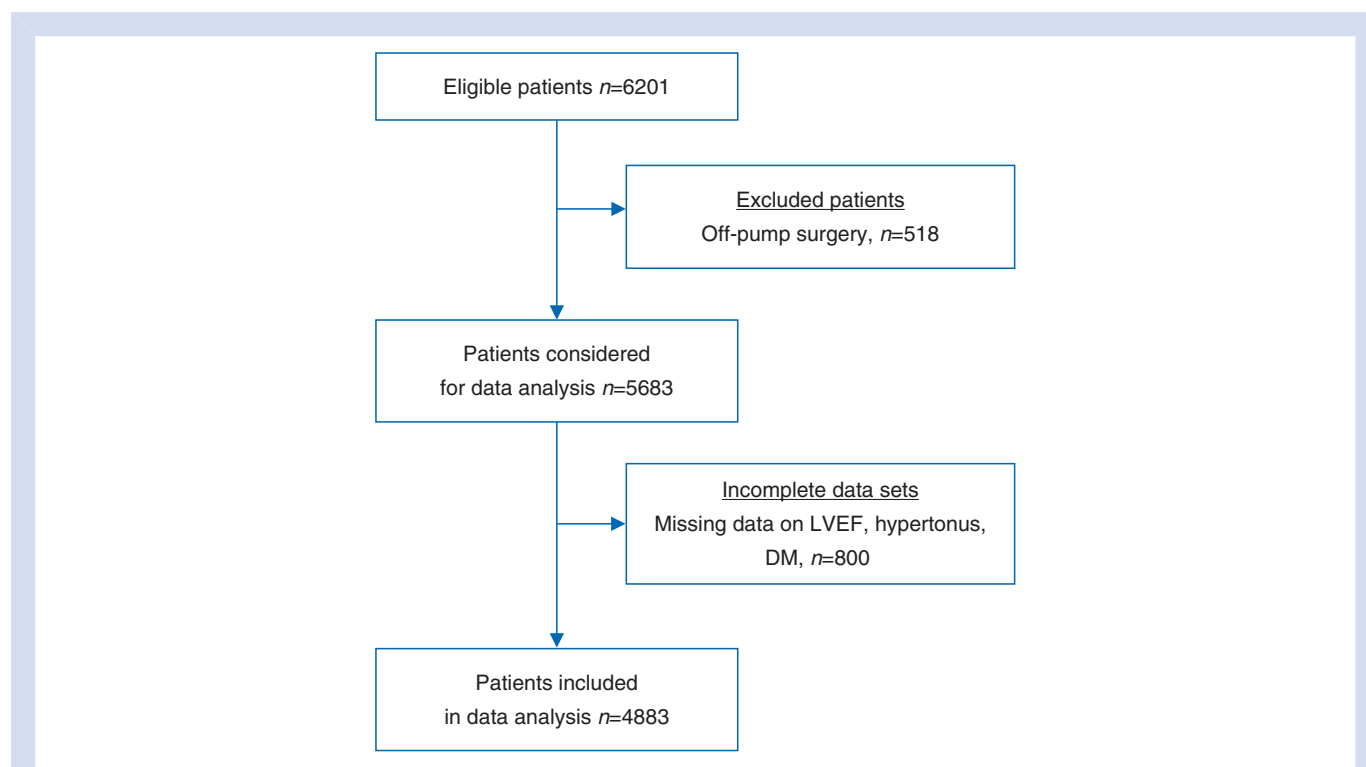 Eligible patients n=6201
Excluded patients
Off-pump surgery, n=518
Patients considered
for data analysis n=5683
Incomplete data sets
Missing data on LVEF, hypertonus,
DM, n=800
Patients included
in data analysis n=4883